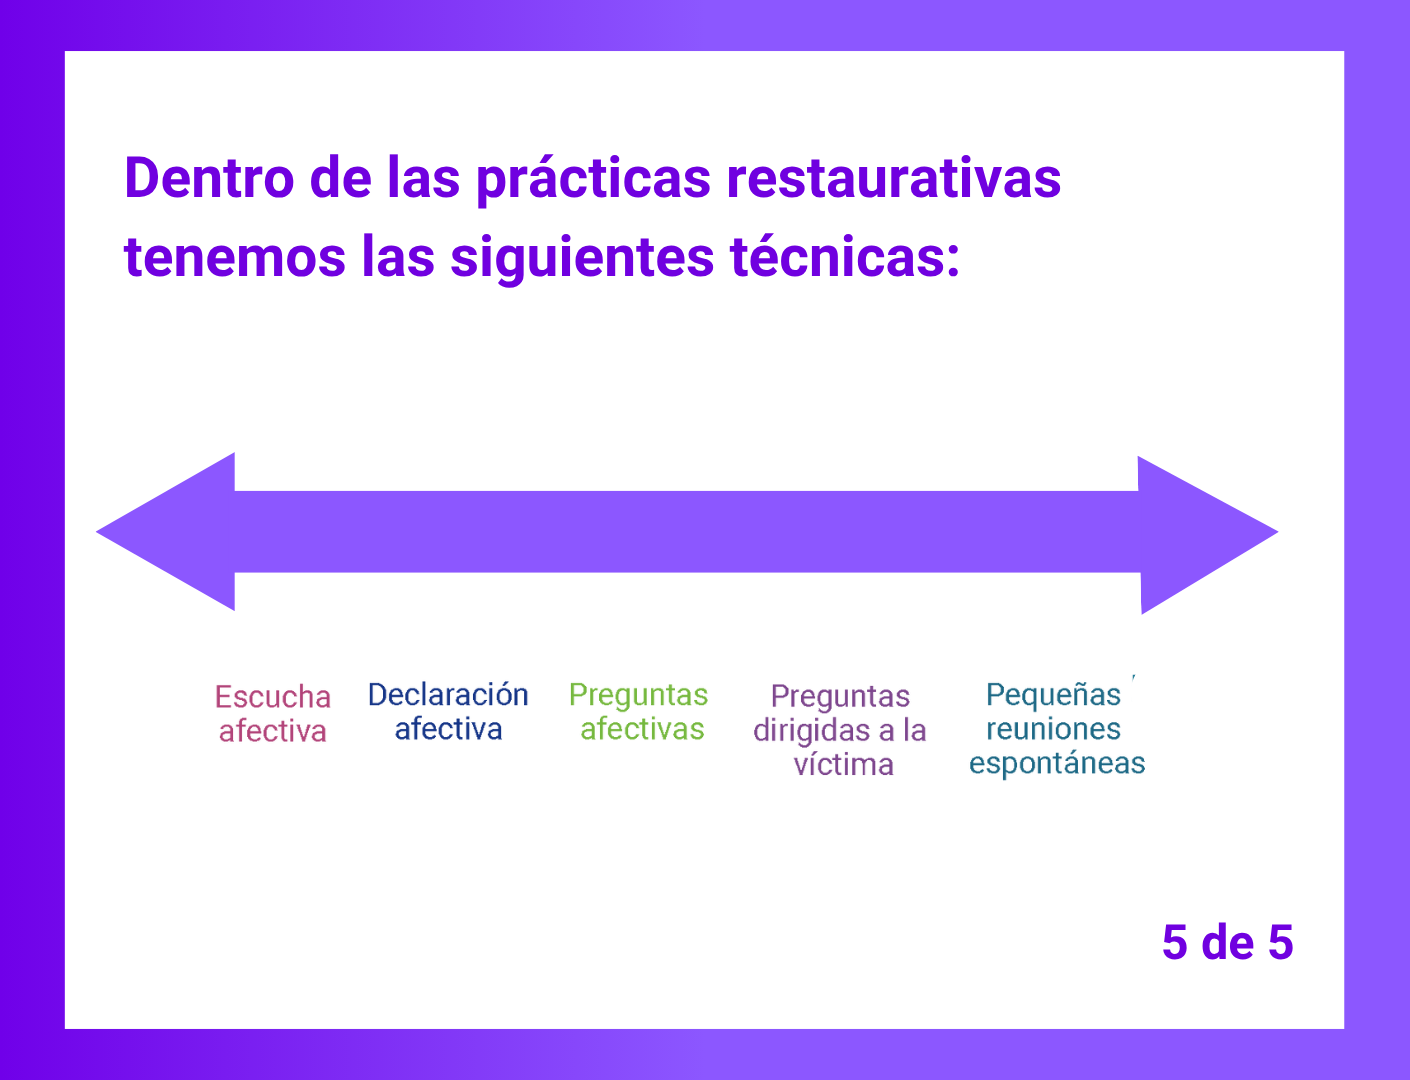 Dentro de las prácticas restaurativas
tenemos las siguientes técnicas:
Escucha
afectiva
Declaración
afectiva
Preguntas
afectivas
Preguntas
dirigidas a la
víctima
Pequeñas
reuniones
espontáneas
5 de 5